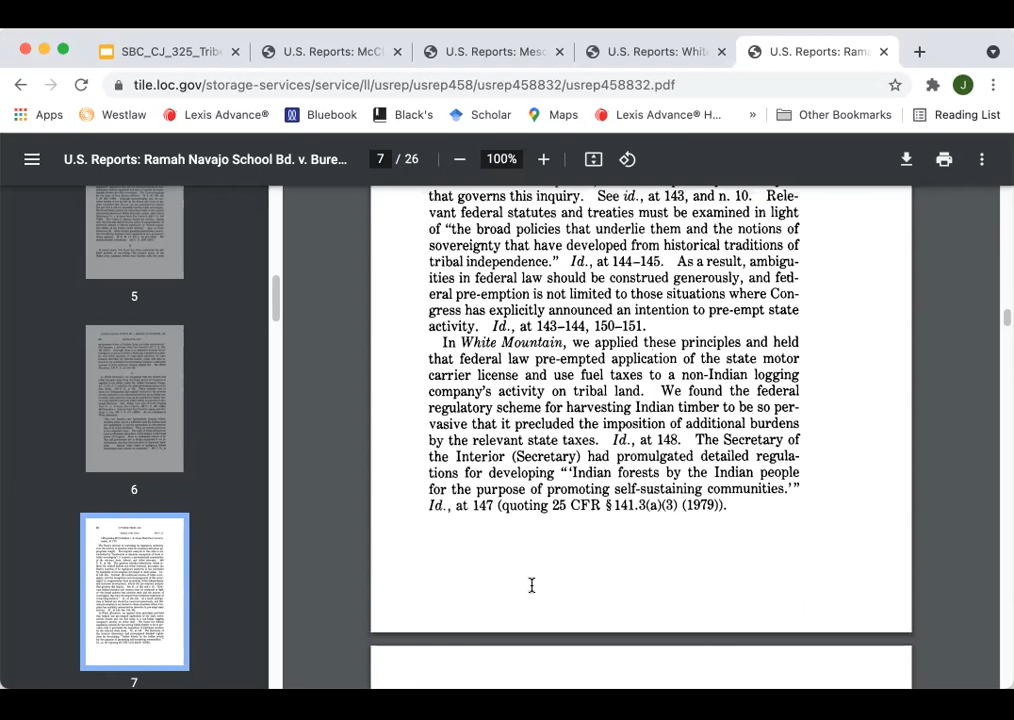 SBC_CJ_325_Trib
U.S. Reports: McC
U.S. Reports: Mes
U.S. Reports: Whit
U.S. Reports: Ram
tile.loc.gov/storage-services/service/ll/usrep/usrep458/usrep458832/usrep458832.pdf
J
Apps
Westlaw
Lexis Advance®
Bluebook
Black's
Scholar
Maps
Lexis Advance® H...
»
Other Bookmarks
Reading List
U.S. Reports: Ramah Navajo School Bd. v. Bure...
7 / 26
100%
5
6
7
that governs this inquiry. See id., at 143, and n. 10. Rele-
vant federal statutes and treaties must be examined in light
of "the broad policies that underlie them and the notions of
sovereignty that have developed from historical traditions of
tribal independence." Id., at 144–145. As a result, ambigu-
ities in federal law should be construed generously, and fed-
eral pre-emption is not limited to those situations where Con-
gress has explicitly announced an intention to pre-empt state
activity. Id., at 143–144, 150–151.
In White Mountain, we applied these principles and held
that federal law pre-empted application of the state motor
carrier license and use fuel taxes to a non-Indian logging
company's activity on tribal land. We found the federal
regulatory scheme for harvesting Indian timber to be so per-
vasive that it precluded the imposition of additional burdens
by the relevant state taxes. Id., at 148. The Secretary of
the Interior (Secretary) had promulgated detailed regula-
tions for developing "'Indian forests by the Indian people
for the purpose of promoting self-sustaining communities.'"
Id., at 147 (quoting 25 CFR § 141.3(a)(3) (1979)).